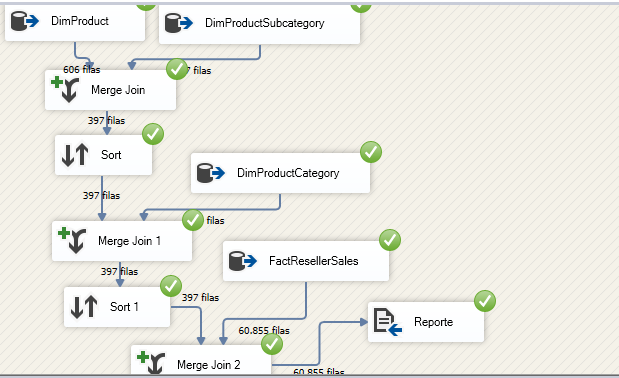 DimProduct
DimProductSubcategory
606 filas
7 filas
Merge Join
397 filas
Sort
DimProductCategory
397 filas
filas
Merge Join 1
FactResellerSales
397 filas
397 filas
Sort 1
60.855 filas
Reporte
Merge Join 2
60.855 filas